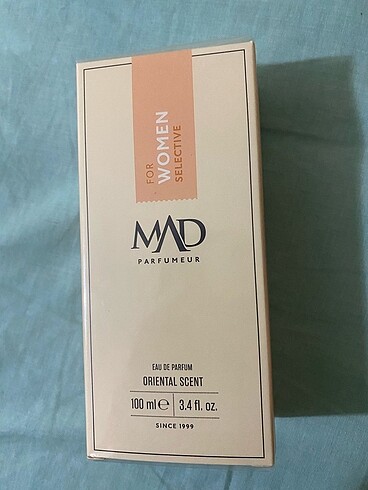 FOR
WOMEN
SELECTIVE
MAD
PARFUMEUR
EAU DE PARFUM
ORIENTAL SCENT
100 ml ℮ 3.4 fl. oz.
SINCE 1999